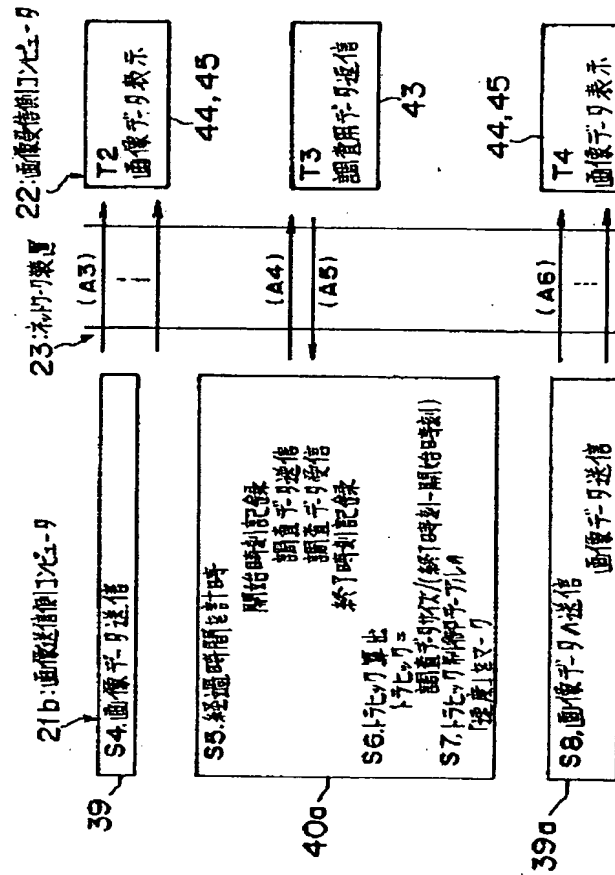 21b:画像送信側コンピュータ
23:ネットワーク装置
22:画像受信側コンピュータ
39
S4.画像データ送信
(A3)
T2
画像データ表示
44,45
40a
S5.経過時間を計時
開始時刻記録
調査データ送信
調査データ受信
終了時刻記録
(A4)
(A5)
T3
調査用データ返信
43
S6.トラヒック算出
トラヒック=
調査データサイズ/(終了時刻-開始時刻)
S7.トラヒック制御テーブルの
「速度」をマーク
39a
S8.画像データの送信
画像データ送信
(A6)
T4
画像データ表示
44,45